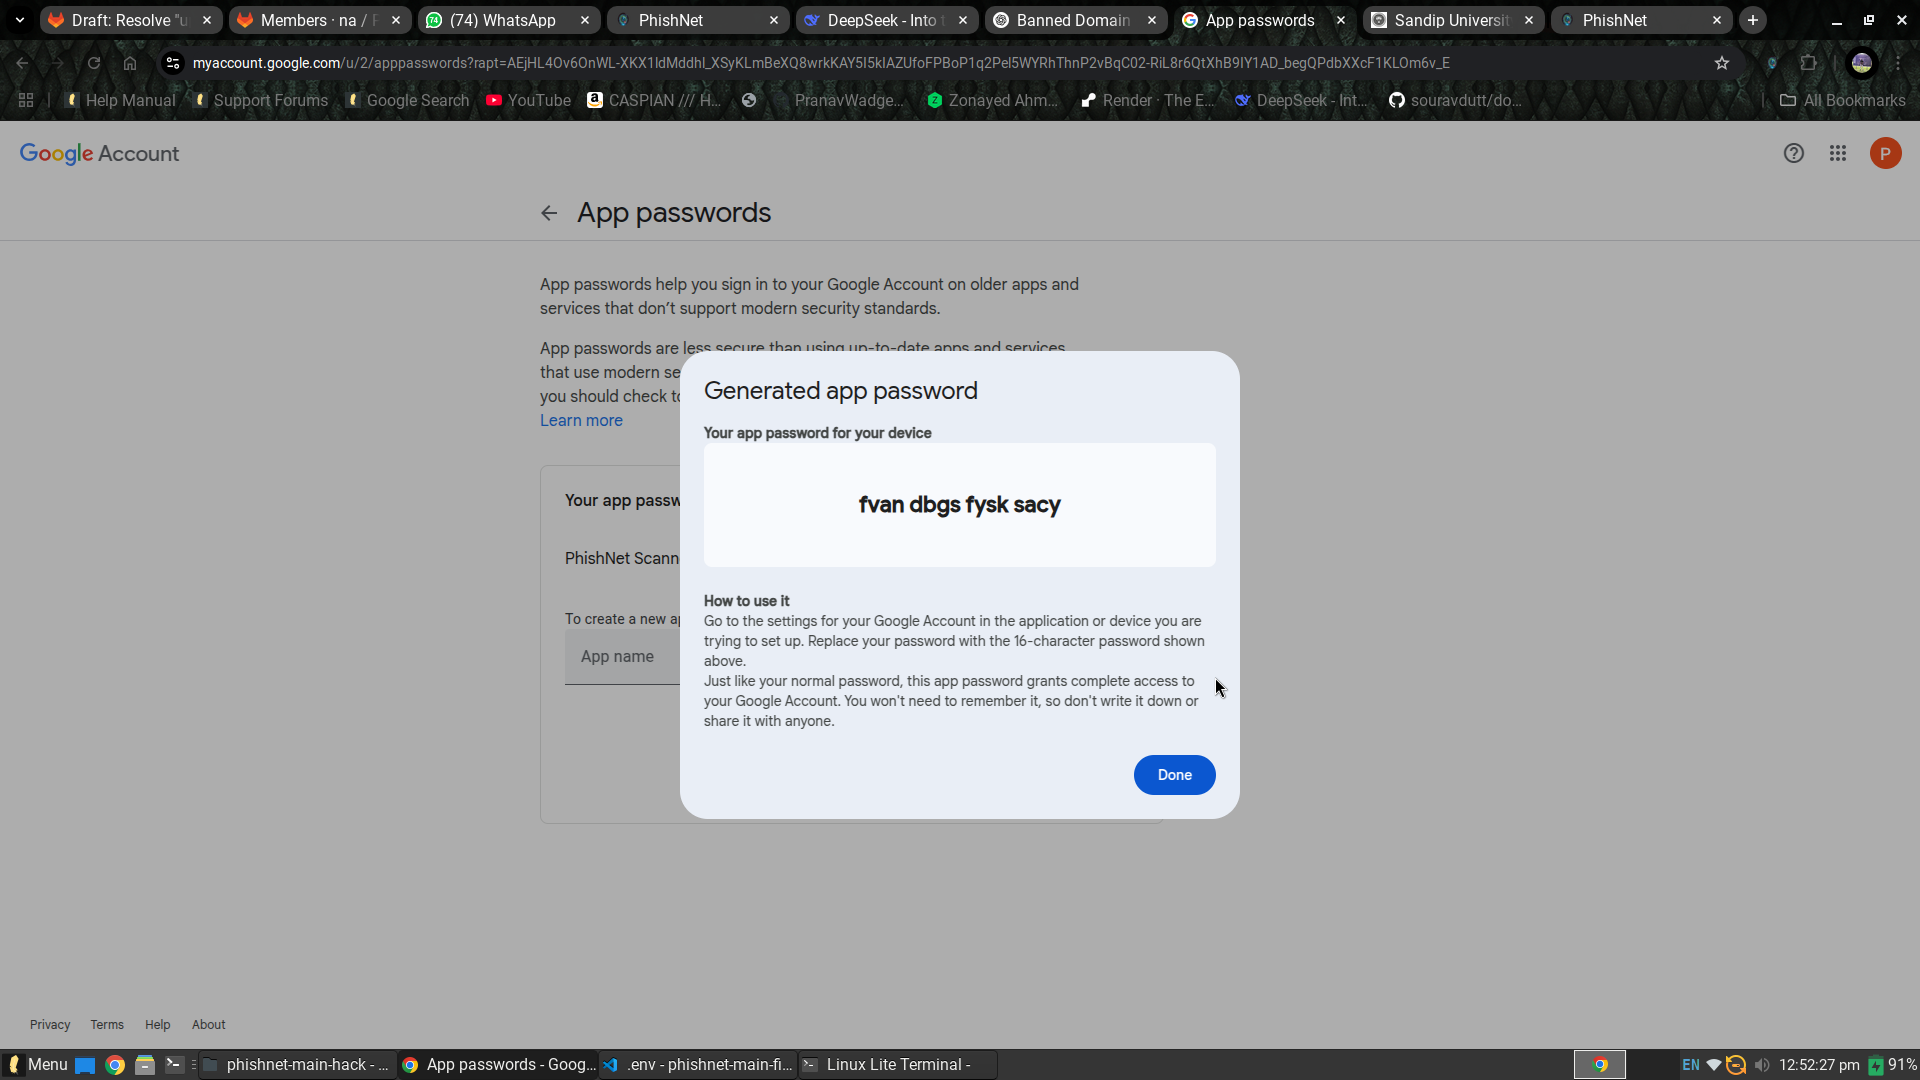 Draft: Resolve "u
Members · na / F
(74) WhatsApp
PhishNet
DeepSeek - Into t
Banned Domain
App passwords
Sandip Universit
PhishNet
myaccount.google.com/u/2/apppasswords?rapt=
Help Manual
Support Forums
Google Search
YouTube
CASPIAN /// H...
PranavWadge...
Zonayed Ahm...
Render · The E...
DeepSeek - Int...
souravdutt/do...
All Bookmarks
Google Account
P
App passwords
App passwords help you sign in to your Google Account on older apps and
services that don't support modern security standards.
App passwords are less secure than using up-to-date apps and services
that use modern se
you should check to
Learn more
Your app passw
PhishNet Scann
To create a new ap
App name
Generated app password
Your app password for your device
fvan dbgs fysk sacy
How to use it
Go to the settings for your Google Account in the application or device you are
trying to set up. Replace your password with the 16-character password shown
above.
Just like your normal password, this app password grants complete access to
your Google Account. You won't need to remember it, so don't write it down or
share it with anyone.
Done
Privacy
Terms
Help
About
Menu
phishnet-main-hack - ...
App passwords - Goog...
.env - phishnet-main-fi...
Linux Lite Terminal -
EN
12:52:27 pm
91%